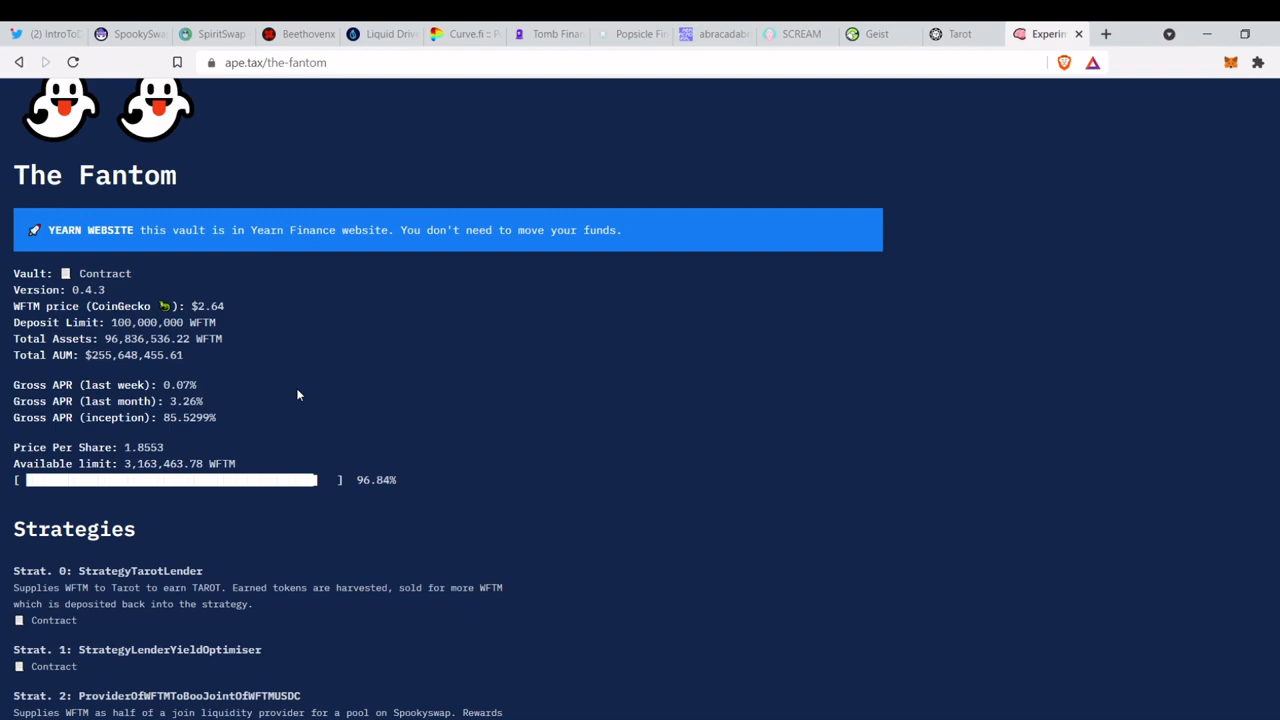 (2) IntroToD
SpookySwa
SpiritSwap
Beethovenx
Liquid Drive
Curve.fi :: P
Tomb Finan
Popsicle Fin
abracadabr
SCREAM
Geist
Tarot
Experim
ape.tax/the-fantom
The Fantom
YEARN WEBSITE this vault is in Yearn Finance website. You don't need to move your funds.
Vault: Contract
Version: 0.4.3
WFTM price (CoinGecko): $2.64
Deposit Limit: 100,000,000 WFTM
Total Assets: 96,836,536.22 WFTM
Total AUM: $255,648,455.61
Gross APR (last week): 0.07%
Gross APR (last month): 3.26%
Gross APR (inception): 85.5299%
Price Per Share: 1.8553
Available limit: 3,163,463.78 WFTM
[ ] 96.84%
Strategies
Strat. 0: StrategyTarotLender
Supplies WFTM to Tarot to earn TAROT. Earned tokens are harvested, sold for more WFTM
which is deposited back into the strategy.
Contract
Strat. 1: StrategyLenderYieldOptimiser
Contract
Strat. 2: ProviderOfWFTMToBooJointOfWFTMUSDC
Supplies WFTM as half of a join liquidity provider for a pool on Spookyswap. Rewards